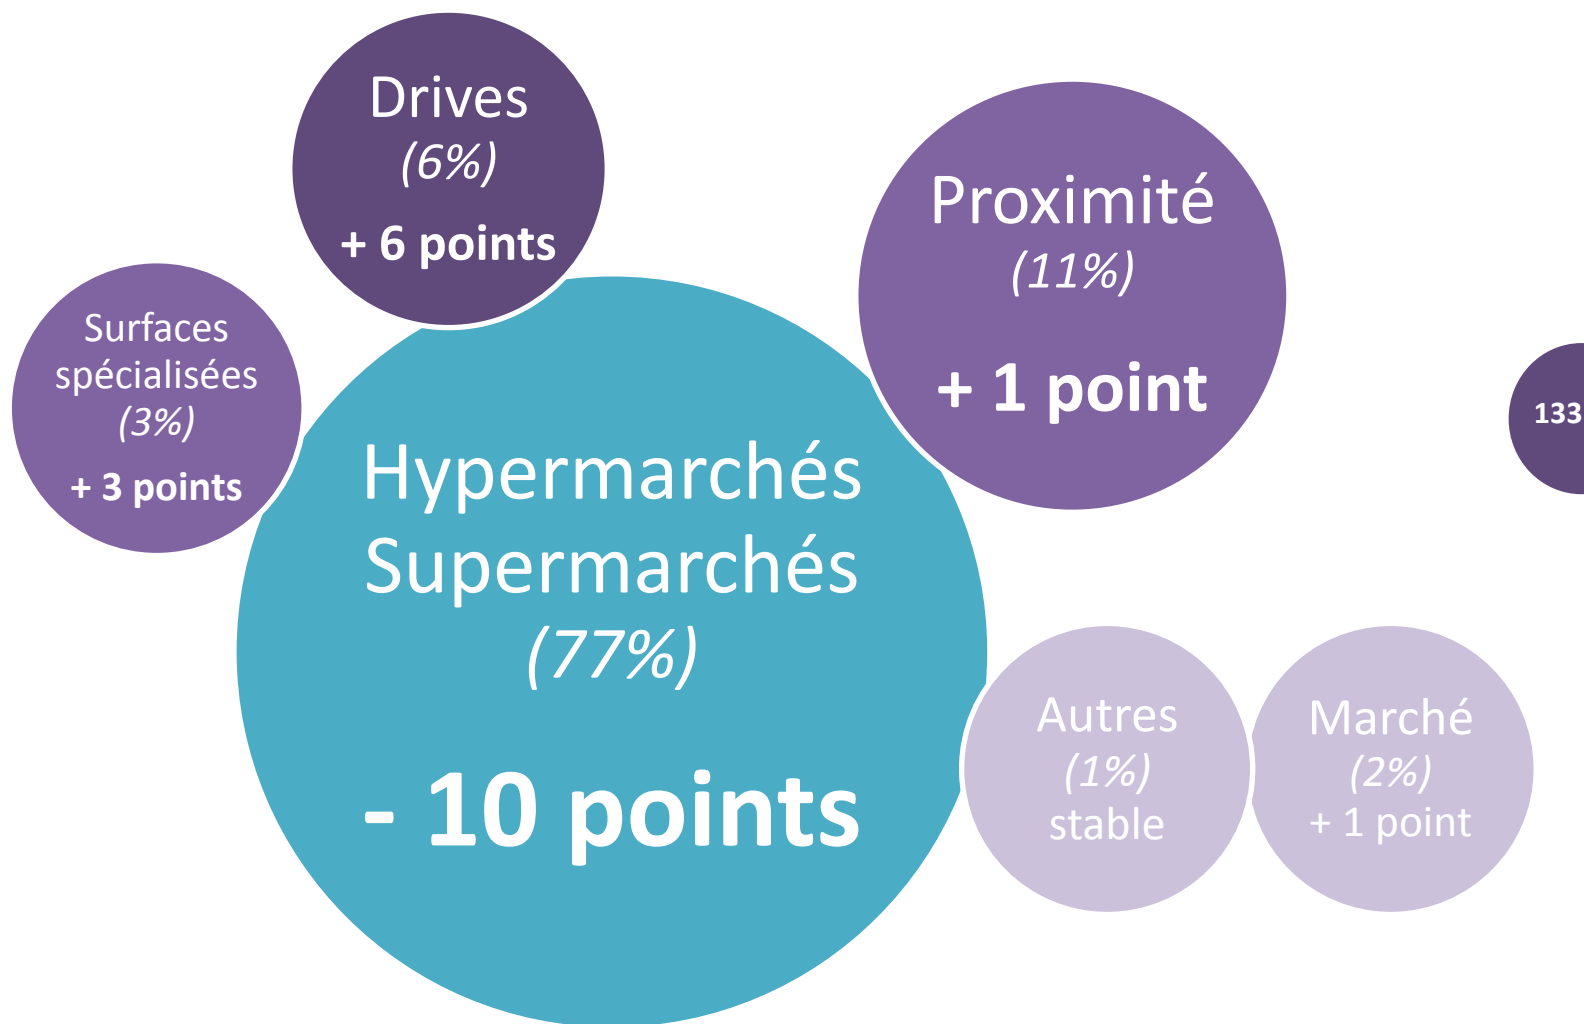 Drives
(6%)
+ 6 points
Proximité
(11%)
+ 1 point
Surfaces
spécialisées
(3%)
+ 3 points
133
Hypermarchés
Supermarchés
(77%)
- 10 points
Autres
(1%)
stable
Marché
(2%)
+ 1 point